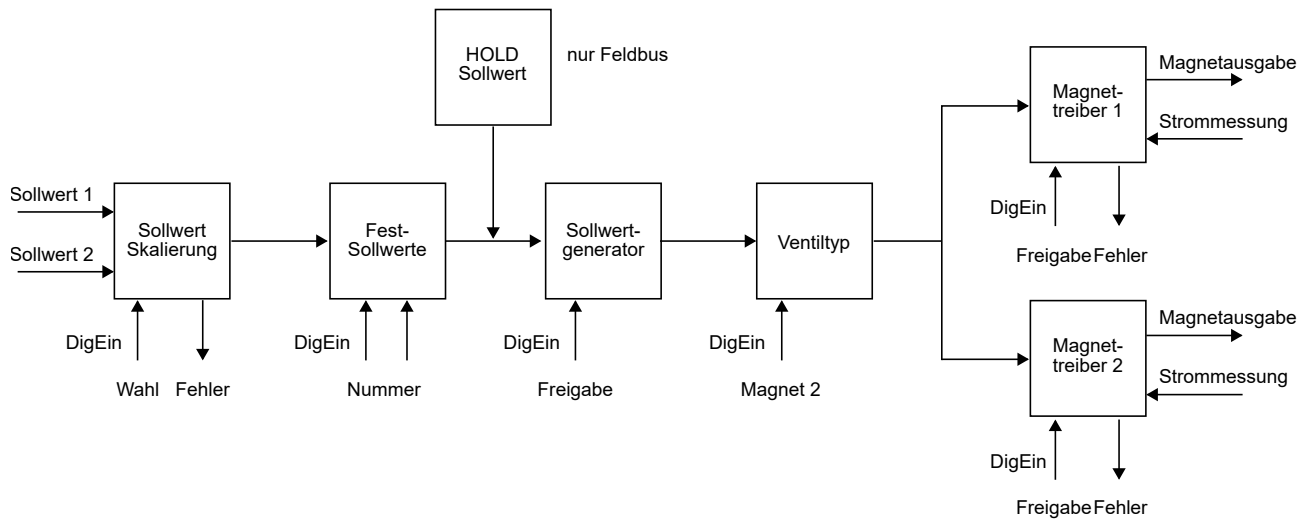 HOLD
Sollwert
nur Feldbus
Magnet-
treiber 1
Magnetausgabe
Strommessung
DigEin
Freigabe Fehler
Sollwert 1
Sollwert 2
Sollwert
Skalierung
Fest-
Sollwerte
Sollwert-
generator
Ventiltyp
DigEin
Wahl Fehler
DigEin
Nummer
DigEin
Freigabe
DigEin
Magnet 2
Magnet-
treiber 2
Magnetausgabe
Strommessung
DigEin
Freigabe Fehler